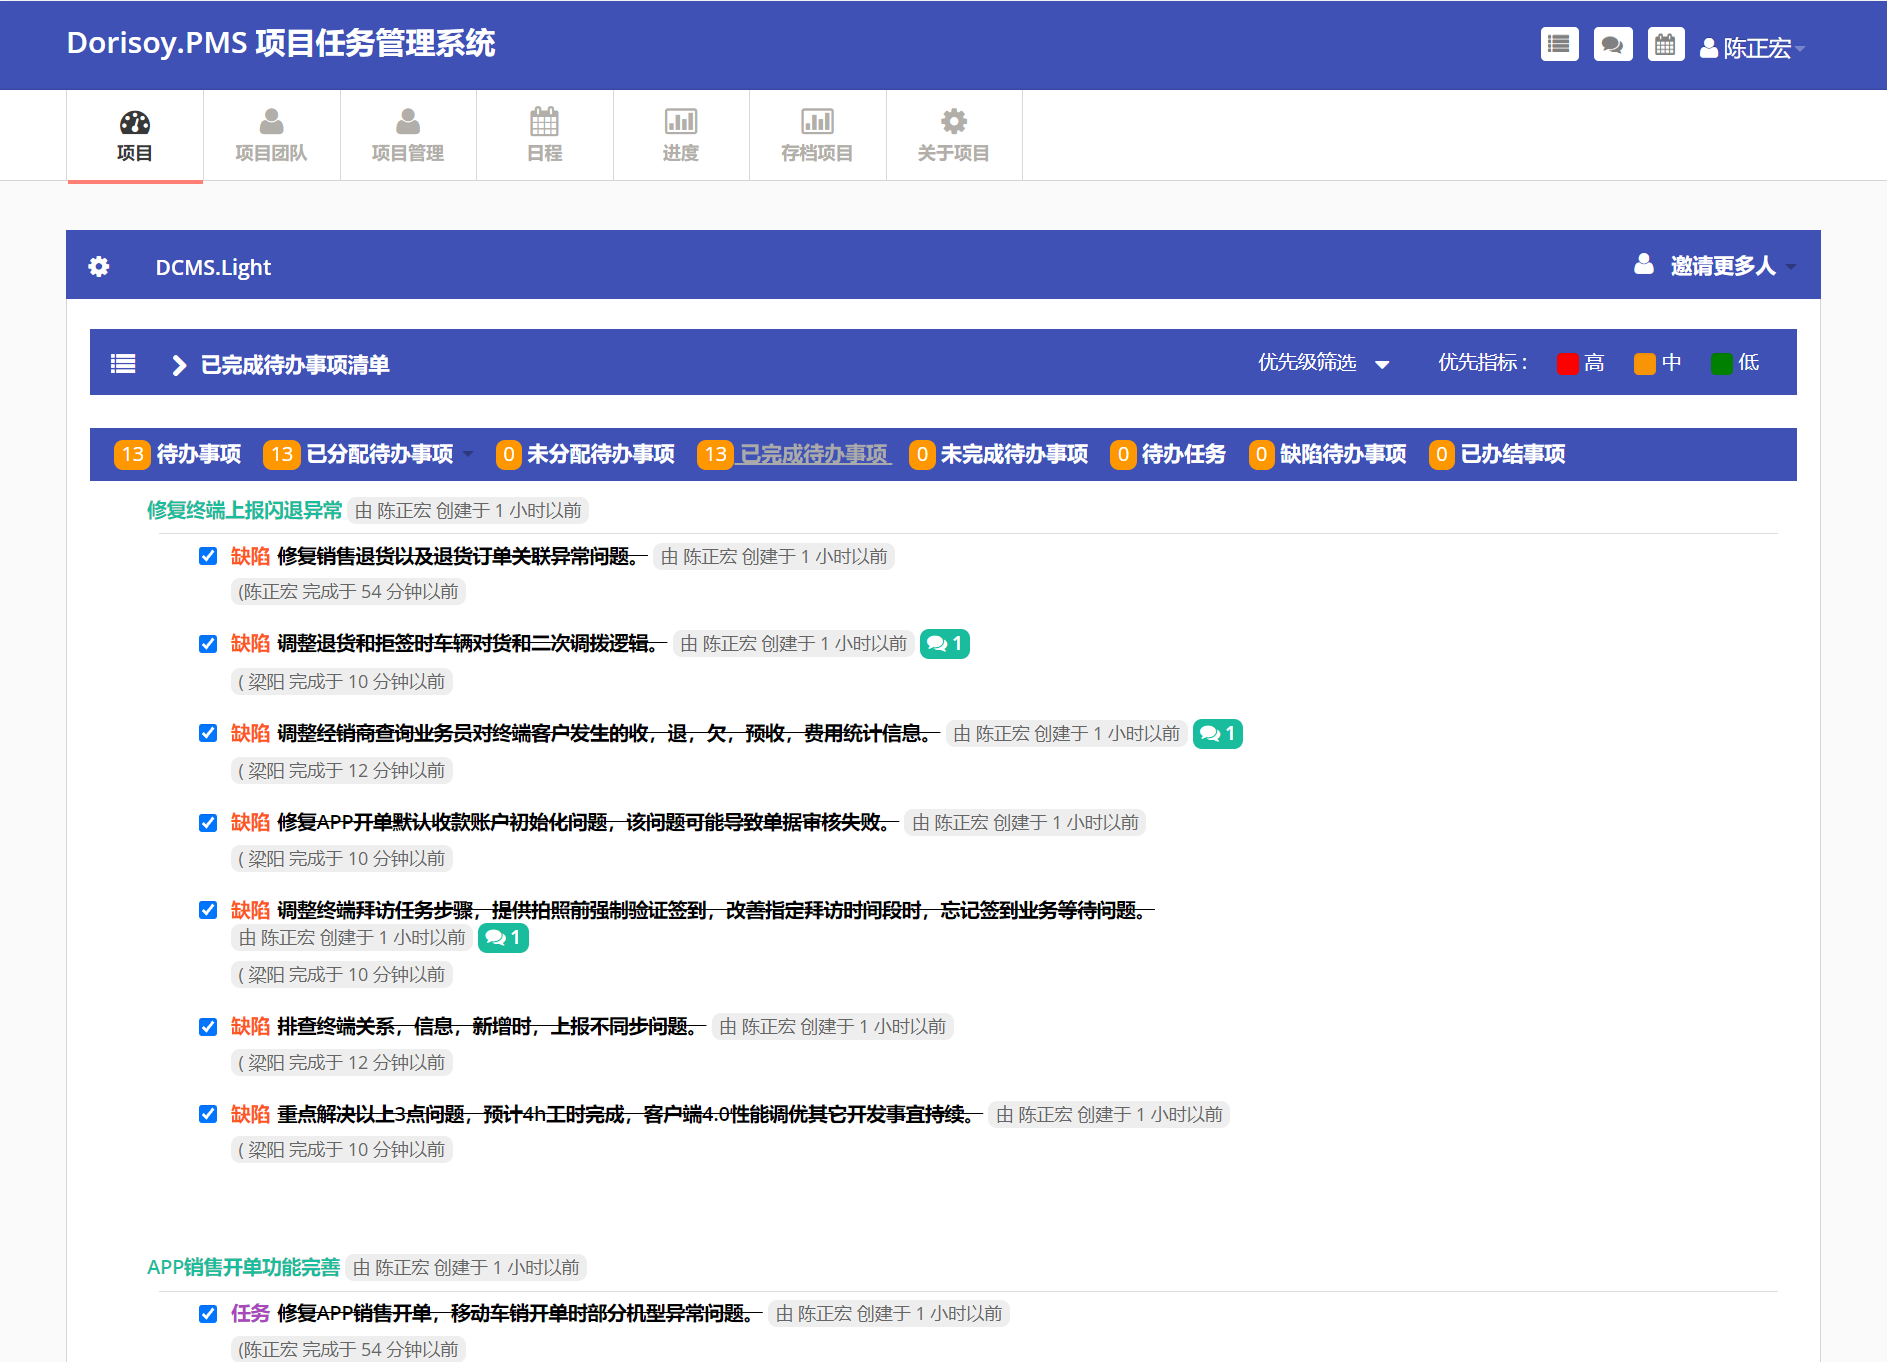 Dorisoy.PMS 项目任务管理系统
陈正宏
项目
项目团队
项目管理
日程
进度
存档项目
关于项目
DCMS.Light
邀请更多人
已完成待办事项清单
优先级筛选
优先指标：
高
中
低
13 待办事项
13 已分配待办事项
0 未分配待办事项
13 已完成待办事项
0 未完成待办事项
0 待办任务
0 缺陷待办事项
0 已办结事项
修复终端上报闪退异常 由 陈正宏 创建于 1 小时以前
缺陷 修复销售退货以及退货订单关联异常问题。 由 陈正宏 创建于 1 小时以前
(陈正宏 完成于 54 分钟以前
缺陷 调整退货和拒签时车辆对货和二次调拨逻辑。 由 陈正宏 创建于 1 小时以前 1
( 梁阳 完成于 10 分钟以前
缺陷 调整经销商查询业务员对终端客户发生的收，退，欠，预收，费用统计信息。 由 陈正宏 创建于 1 小时以前 1
( 梁阳 完成于 12 分钟以前
缺陷 修复APP开单默认收款账户初始化问题，该问题可能导致单据审核失败。 由 陈正宏 创建于 1 小时以前
( 梁阳 完成于 10 分钟以前
缺陷 调整终端拜访任务步骤，提供拍照前强制验证签到，改善指定拜访时间段时，忘记签到业务等待问题。
由 陈正宏 创建于 1 小时以前 1
( 梁阳 完成于 10 分钟以前
缺陷 排查终端关系，信息，新增时，上报不同步问题。 由 陈正宏 创建于 1 小时以前
( 梁阳 完成于 12 分钟以前
缺陷 重点解决以上3点问题，预计4h工时完成，客户端4.0性能调优其它开发事宜持续。 由 陈正宏 创建于 1 小时以前
( 梁阳 完成于 10 分钟以前
APP销售开单功能完善 由 陈正宏 创建于 1 小时以前
任务 修复APP销售开单，移动车销开单时部分机型异常问题。 由 陈正宏 创建于 1 小时以前
(陈正宏 完成于 54 分钟以前